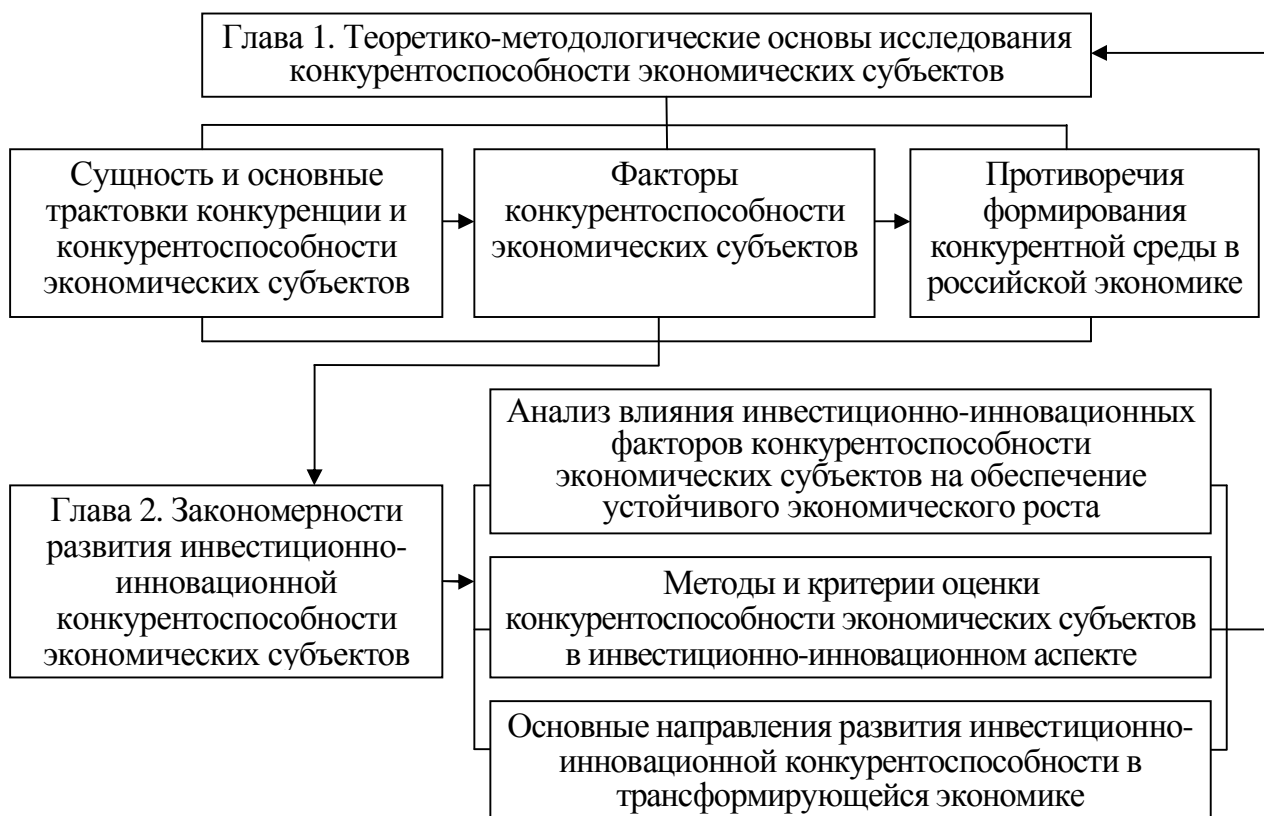 Глава 1. Теоретико-методологические основы исследования
конкурентоспособности экономических субъектов
Сущность и основные
трактовки конкуренции и
конкурентоспособности
экономических субъектов
Факторы
конкурентоспособности
экономических субъектов
Противоречия
формирования
конкурентной среды в
российской экономике
Глава 2. Закономерности
развития инвестиционно-
инновационной
конкурентоспособности
экономических субъектов
Анализ влияния инвестиционно-инновационных
факторов конкурентоспособности
экономических субъектов на обеспечение
устойчивого экономического роста
Методы и критерии оценки
конкурентоспособности экономических субъектов
в инвестиционно-инновационном аспекте
Основные направления развития инвестиционно-
инновационной конкурентоспособности в
трансформирующейся экономике